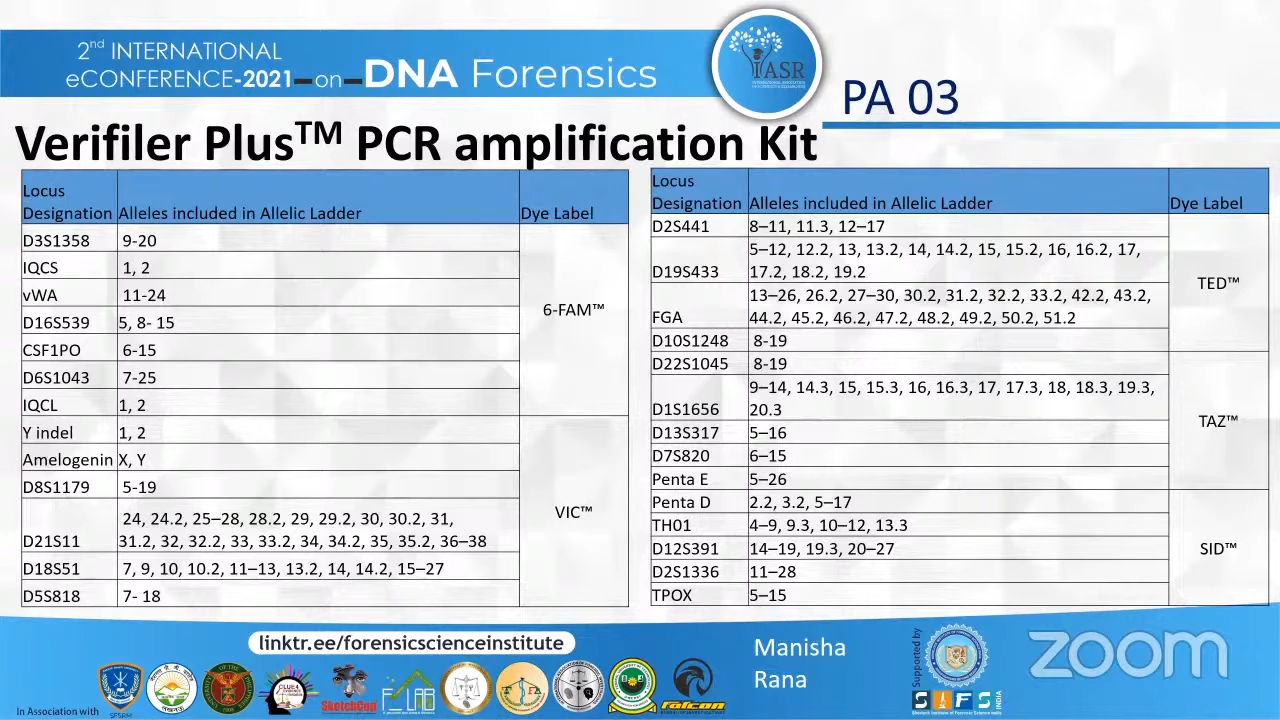 2nd INTERNATIONAL
eCONFERENCE-2021-on-DNA Forensics
IASR
PA 03
Verifiler Plus™ PCR amplification Kit
Locus Designation Alleles included in Allelic Ladder Dye Label
D3S1358 9-20
IQCS 1, 2
vWA 11-24
D16S539 5, 8- 15
CSF1PO 6-15
D6S1043 7-25
IQCL 1, 2
6-FAM™
Y indel 1, 2
Amelogenin X, Y
D8S1179 5-19
24, 24.2, 25–28, 28.2, 29, 29.2, 30, 30.2, 31,
D21S11 31.2, 32, 32.2, 33, 33.2, 34, 34.2, 35, 35.2, 36–38
D18S51 7, 9, 10, 10.2, 11–13, 13.2, 14, 14.2, 15–27
D5S818 7- 18
VIC™
Locus Designation Alleles included in Allelic Ladder Dye Label
D2S441 8–11, 11.3, 12–17
5–12, 12.2, 13, 13.2, 14, 14.2, 15, 15.2, 16, 16.2, 17,
D19S433 17.2, 18.2, 19.2
13–26, 26.2, 27–30, 30.2, 31.2, 32.2, 33.2, 42.2, 43.2,
FGA 44.2, 45.2, 46.2, 47.2, 48.2, 49.2, 50.2, 51.2
D10S1248 8-19
TED™
D22S1045 8-19
9–14, 14.3, 15, 15.3, 16, 16.3, 17, 17.3, 18, 18.3, 19.3,
D1S1656 20.3
D13S317 5–16
D7S820 6–15
Penta E 5–26
TAZ™
Penta D 2.2, 3.2, 5–17
TH01 4–9, 9.3, 10–12, 13.3
D12S391 14–19, 19.3, 20–27
D2S1336 11–28
TPOX 5–15
SID™
linktr.ee/forensicscienceinstitute
Manisha
Rana
Supported by
SIFS INDIA
zoom
In Association with
SFSRM
SketchCop
falcon